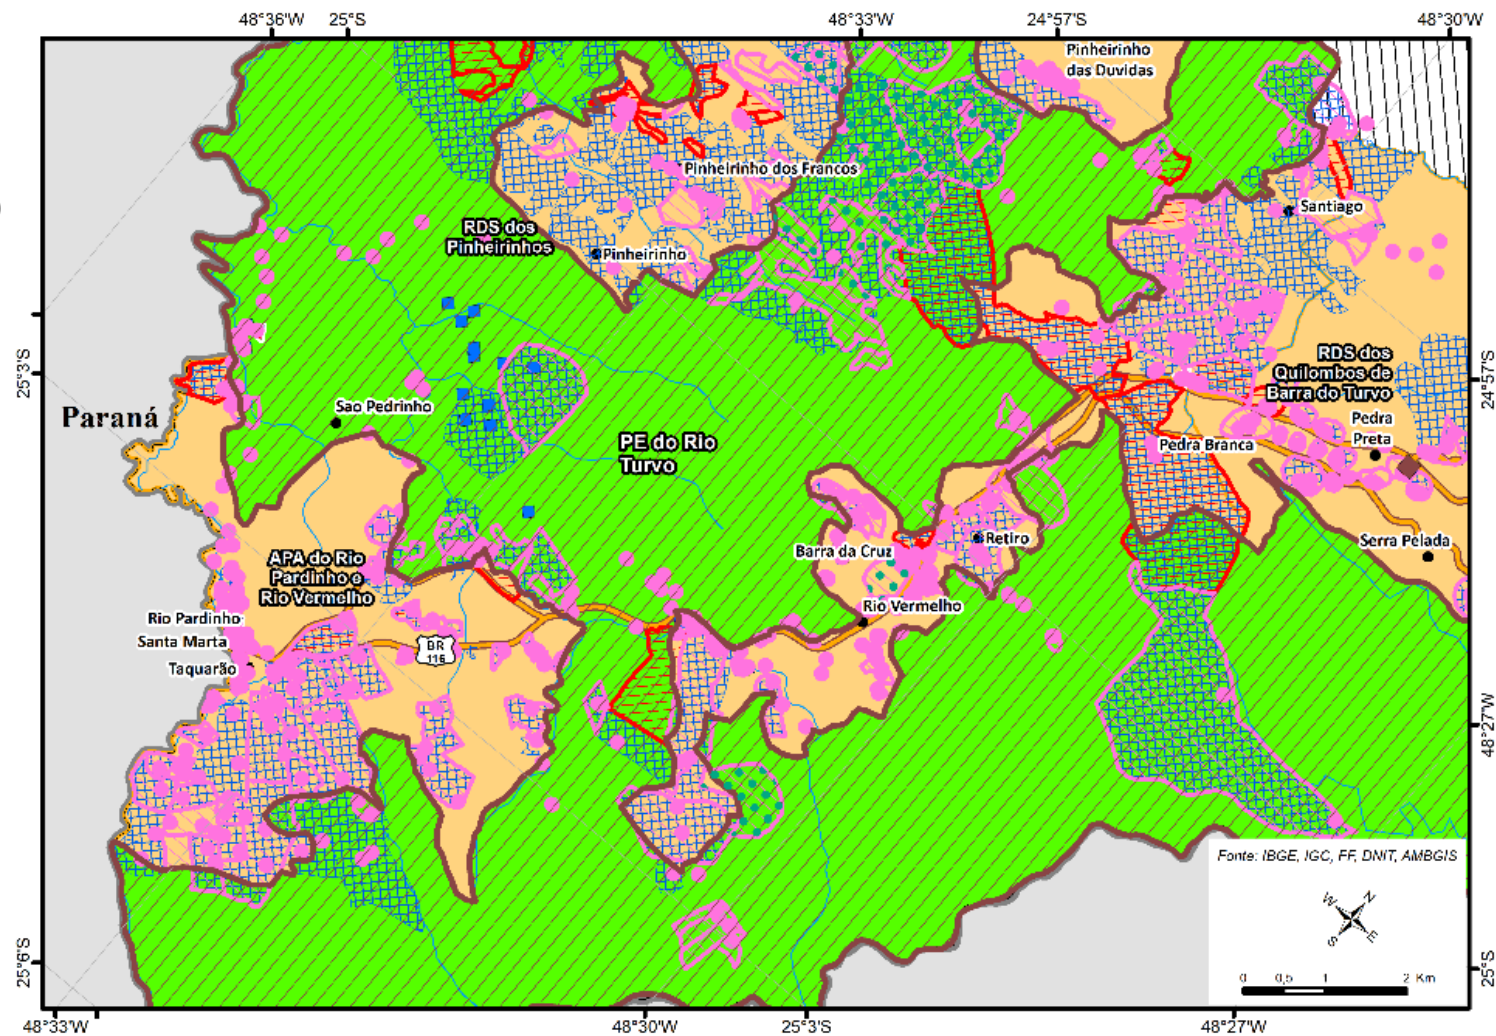 48°36'W
25°S
48°33'W
24°57'S
48°30'W
Pinheirinho
das Duvidas
Pinheirinho dos Francos
Santiago
RDS dos
Pinheirinhos
Pinheirinho
25°3'S
24°57'S
RDS dos
Quilombos de
Barra do Turvo
Paraná
Sao Pedrinho
Pedra
Preta
PE do Rio
Turvo
Pedra Branca
Retiro
Serra Pelada
Barra da Cruz
APA do Rio
Pardinho e
Rio Vermelho
Rio Vermelho
Rio Pardinho
Santa Marta
Taquarão
BR
116
48°27'W
Fonte: IBGE, IGC, FF, DNIT, AMBGIS
N
W
E
S
0 0,5 1 2 Km
25°6'S
25°S
48°33'W
48°30'W
25°3'S
48°27'W